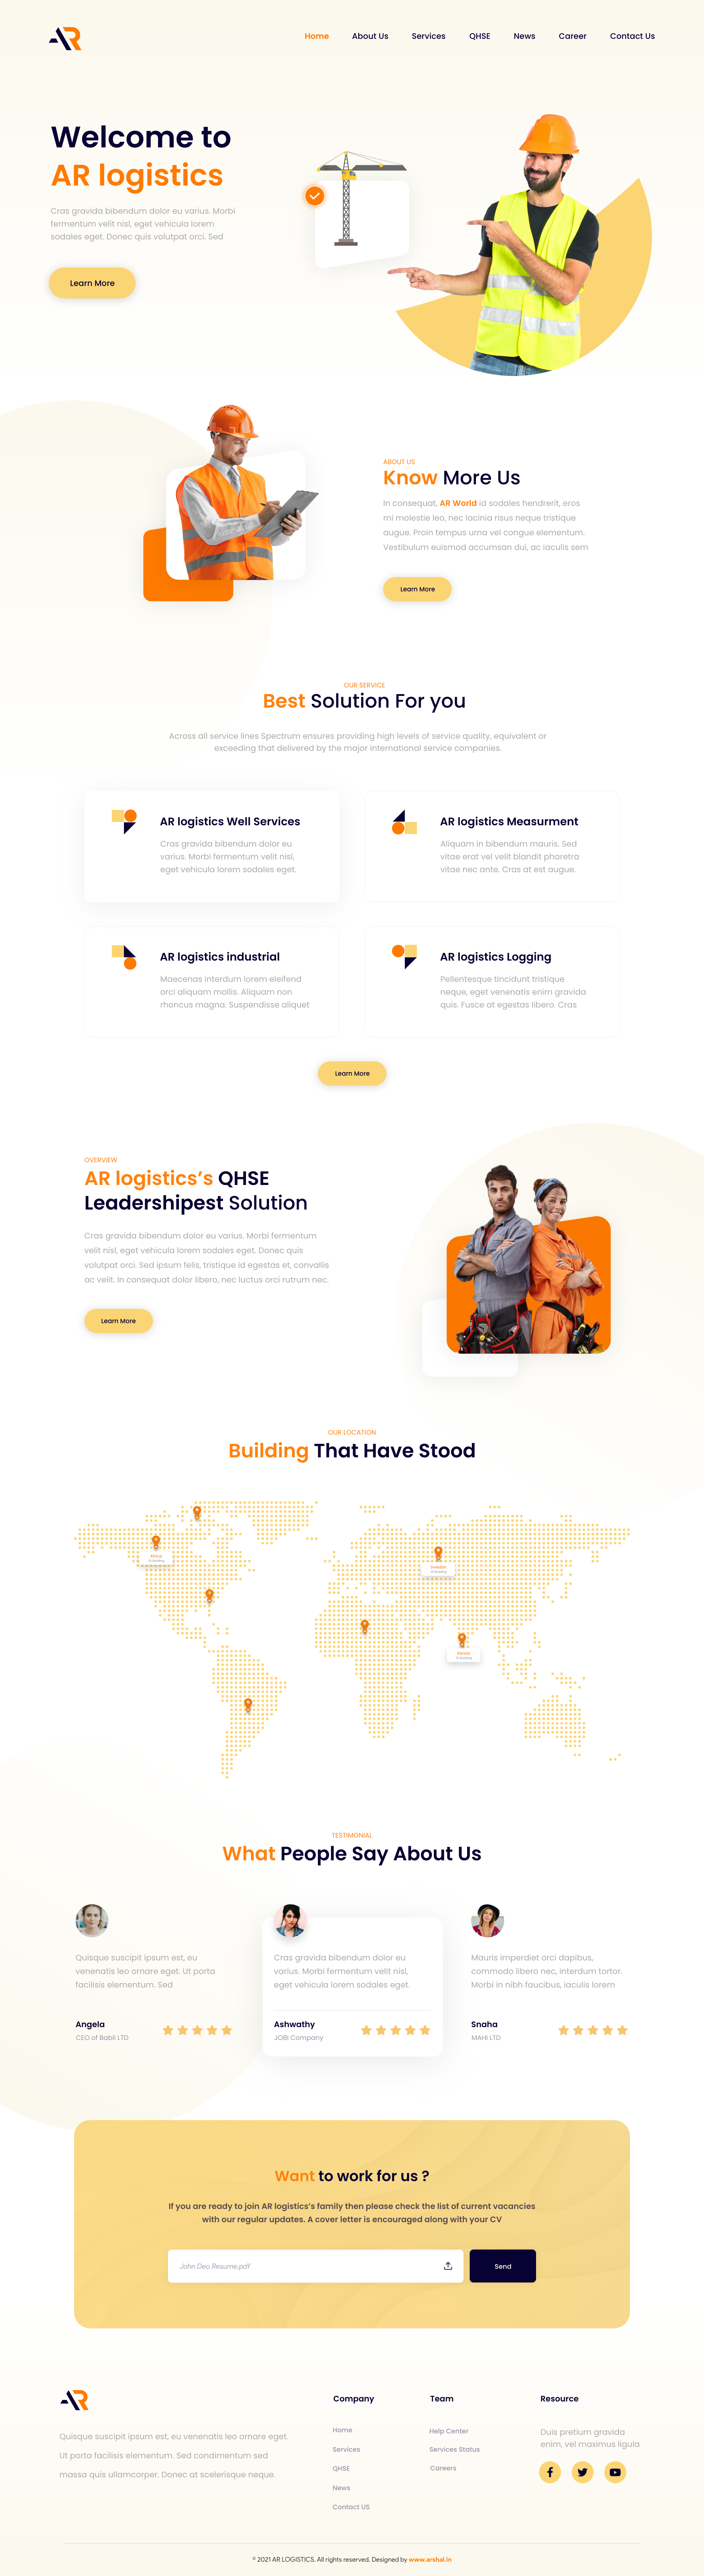 AR
Home About Us Services QHSE News Career Contact Us
Welcome to
AR logistics
Cras gravida bibendum dolor eu varius. Morbi
fermentum velit nisl, eget vehicula lorem
sodales eget. Donec quis volutpat orci. Sed
Learn More
ABOUT US
Know More Us
In consequat, AR World id sodales hendrerit, eros
mi molestie leo, nec lacinia risus neque tristique
augue. Proin tempus urna vel congue elementum.
Vestibulum euismod accumsan dui, ac iaculis sem
Learn More
OUR SERVICE
Best Solution For you
Across all service lines Spectrum ensures providing high levels of service quality, equivalent or
exceeding that delivered by the major international service companies.
AR logistics Well Services
Cras gravida bibendum dolor eu
varius. Morbi fermentum velit nisl,
eget vehicula lorem sodales eget.
AR logistics Measurment
Aliquam in bibendum mauris. Sed
vitae erat vel velit blandit pharetra
vitae nec ante. Cras at est augue.
AR logistics industrial
Maecenas interdum lorem eleifend
orci aliquam mollis. Aliquam non
rhoncus magna. Suspendisse aliquet
AR logistics Logging
Pellentesque tincidunt tristique
neque, eget venenatis enim gravida
quis. Fusce at egestas libero. Cras
Learn More
OVERVIEW
AR logistics’s QHSE
Leadershipest Solution
Cras gravida bibendum dolor eu varius. Morbi fermentum
velit nisl, eget vehicula lorem sodales eget. Donec quis
volutpat orci. Sed ipsum felis, tristique id egestas et, convallis
ac velit. In consequat dolor libero, nec luctus orci rutrum nec.
Learn More
OUR LOCATION
Building That Have Stood
TESTIMONIAL
What People Say About Us
Quisque suscipit ipsum est, eu
venenatis leo ornare eget. Ut porta
facilisis elementum. Sed
Angela
CEO of Babli LTD
Cras gravida bibendum dolor eu
varius. Morbi fermentum velit nisl,
eget vehicula lorem sodales eget.
Ashwathy
JOBI Company
Mauris imperdiet orci dapibus,
commodo libero nec, interdum tortor.
Morbi in nibh faucibus, iaculis lorem
Snaha
MAHI LTD
Want to work for us ?
If you are ready to join AR logistics’s family then please check the list of current vacancies
with our regular updates. A cover letter is encouraged along with your CV
John Deo Resume.pdf
Send
AR
Quisque suscipit ipsum est, eu venenatis leo ornare eget.
Ut porta facilisis elementum. Sed condimentum sed
massa quis ullamcorper. Donec at scelerisque neque.
Company
Home
Services
QHSE
News
Contact US
Team
Help Center
Services Status
Careers
Resource
Duis pretium gravida
enim, vel maximus ligula
© 2021 AR LOGISTICS. All rights reserved. Designed by www.arshal.in